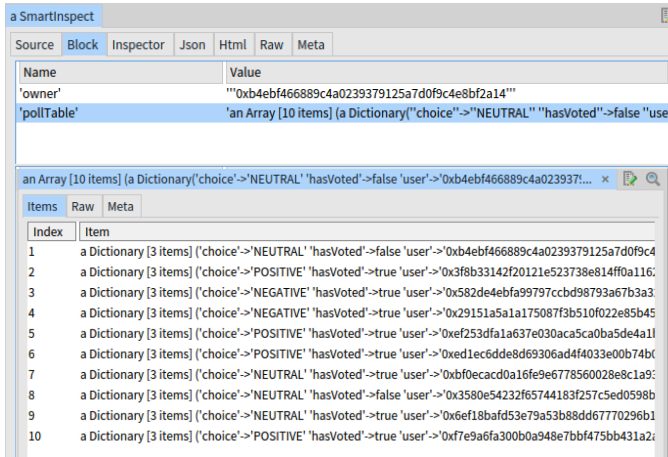 a SmartInspect
Source Block Inspector Json Html Raw Meta
Name Value
'owner' '''0xb4ebf466889c4a0239379125a7d0f9c4e8bf2a14'''
'pollTable' 'an Array [10 items] (a Dictionary(''choice''->''NEUTRAL'' ''hasVoted''->false ''use
an Array [10 items] (a Dictionary('choice'->'NEUTRAL' 'hasVoted'->false 'user'->'0xb4ebf466889c4a023937!... ×
Items Raw Meta
Index Item
1 a Dictionary [3 items] ('choice'->'NEUTRAL' 'hasVoted'->false 'user'->'0xb4ebf466889c4a0239379125a7d0f9c4
2 a Dictionary [3 items] ('choice'->'POSITIVE' 'hasVoted'->true 'user'->'0x3f8b33142f20121e523738e814ff0a116
3 a Dictionary [3 items] ('choice'->'NEGATIVE' 'hasVoted'->true 'user'->'0x582de4ebfa99797ccbd98793a67b3a3
4 a Dictionary [3 items] ('choice'->'NEGATIVE' 'hasVoted'->true 'user'->'0x29151a5a1a175087f3b510f022e85b45
5 a Dictionary [3 items] ('choice'->'POSITIVE' 'hasVoted'->true 'user'->'0xef253dfa1a637e030aca5ca0ba5de4a1
6 a Dictionary [3 items] ('choice'->'POSITIVE' 'hasVoted'->true 'user'->'0xed1ec6dde8d69306ad4f4033e00b74b
7 a Dictionary [3 items] ('choice'->'NEUTRAL' 'hasVoted'->true 'user'->'0xbf0ecacd0a16fe9e6778560028e8c1a9
8 a Dictionary [3 items] ('choice'->'NEUTRAL' 'hasVoted'->false 'user'->'0x3580e54232f65744183f257c5ed0598b
9 a Dictionary [3 items] ('choice'->'NEUTRAL' 'hasVoted'->true 'user'->'0x6ef18bafd53e79a53b88dd67770296b1
10 a Dictionary [3 items] ('choice'->'POSITIVE' 'hasVoted'->true 'user'->'0xf7e9a6fa300b0a948e7bbf475bb431a2